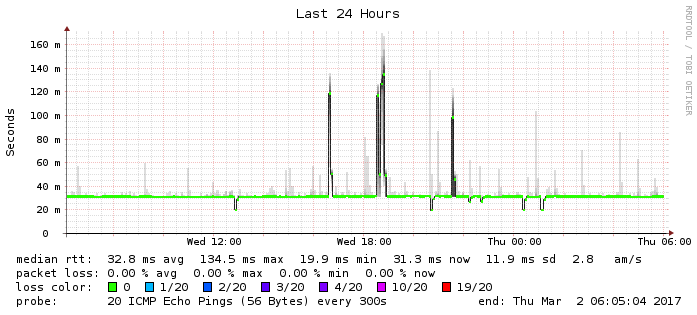 Last 24 Hours
RRDTOOL / TOBI OETIKER
Seconds
160 m
140 m
120 m
100 m
80 m
60 m
40 m
20 m
0
Wed 12:00 Wed 18:00 Thu 00:00 Thu 06:00
median rtt: 32.8 ms avg 134.5 ms max 19.9 ms min 31.3 ms now 11.9 ms sd 2.8 am/s
packet loss: 0.00 % avg 0.00 % max 0.00 % min 0.00 % now
loss color: 0 1/20 2/20 3/20 4/20 10/20 19/20
probe: 20 ICMP Echo Pings (56 Bytes) every 300s end: Thu Mar 2 06:05:04 2017